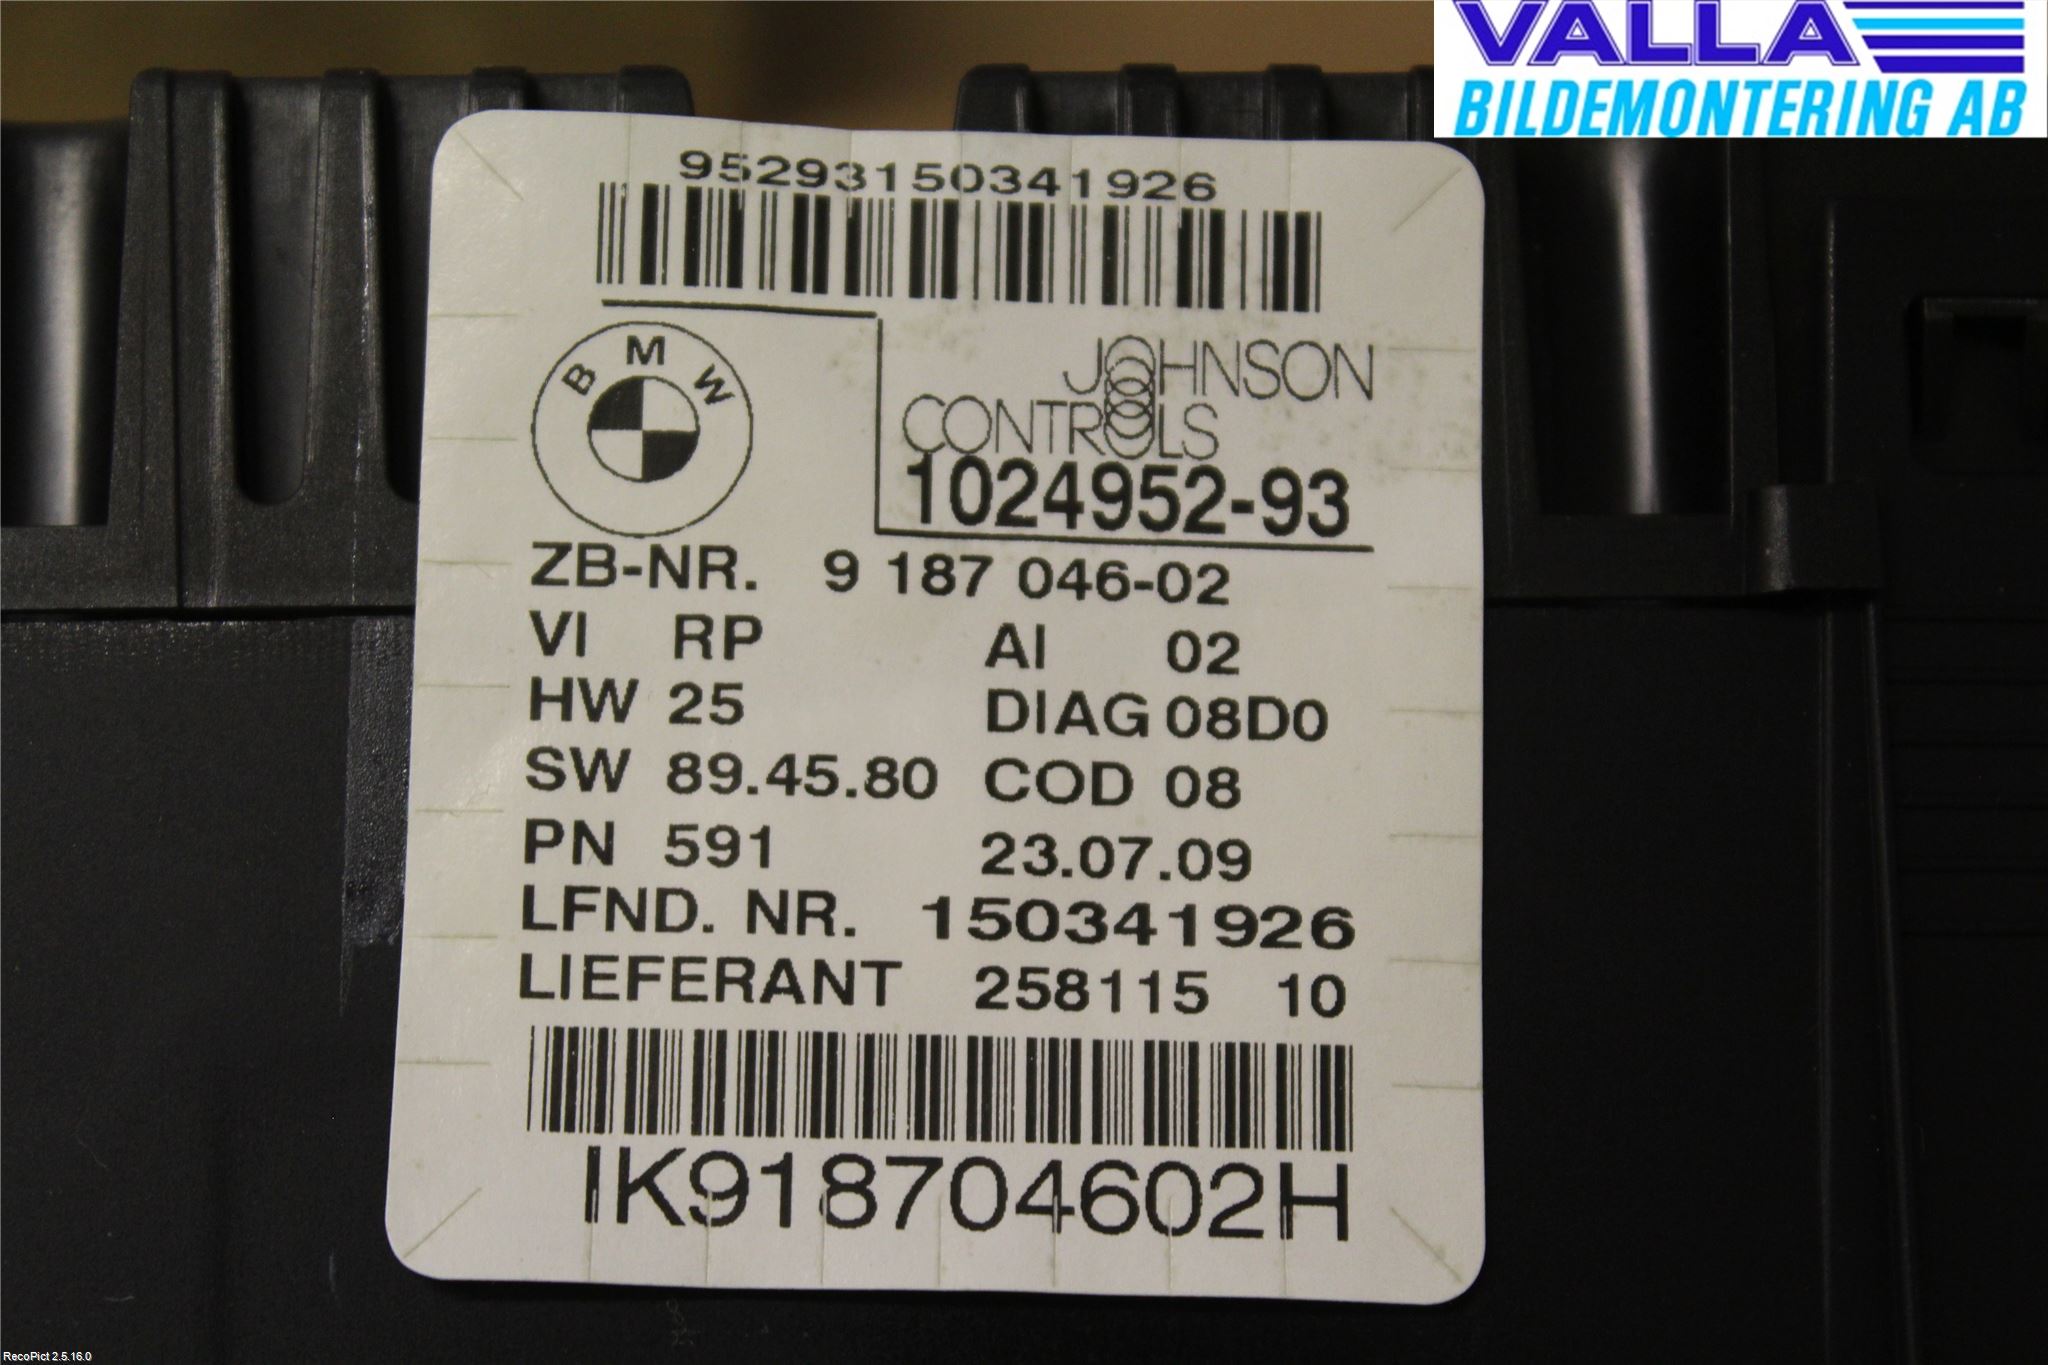 VALLA
BILDEMONTERING AB
95293150341926
BMW
JOHNSON
CONTROLS
1024952-93
ZB-NR. 9 187 046-02
VI RP AI 02
HW 25 DIAG 08D0
SW 89.45.80 COD 08
PN 591 23.07.09
LFND. NR. 150341926
LIEFERANT 258115 10
IK918704602H
RecoPict 2.5.16.0